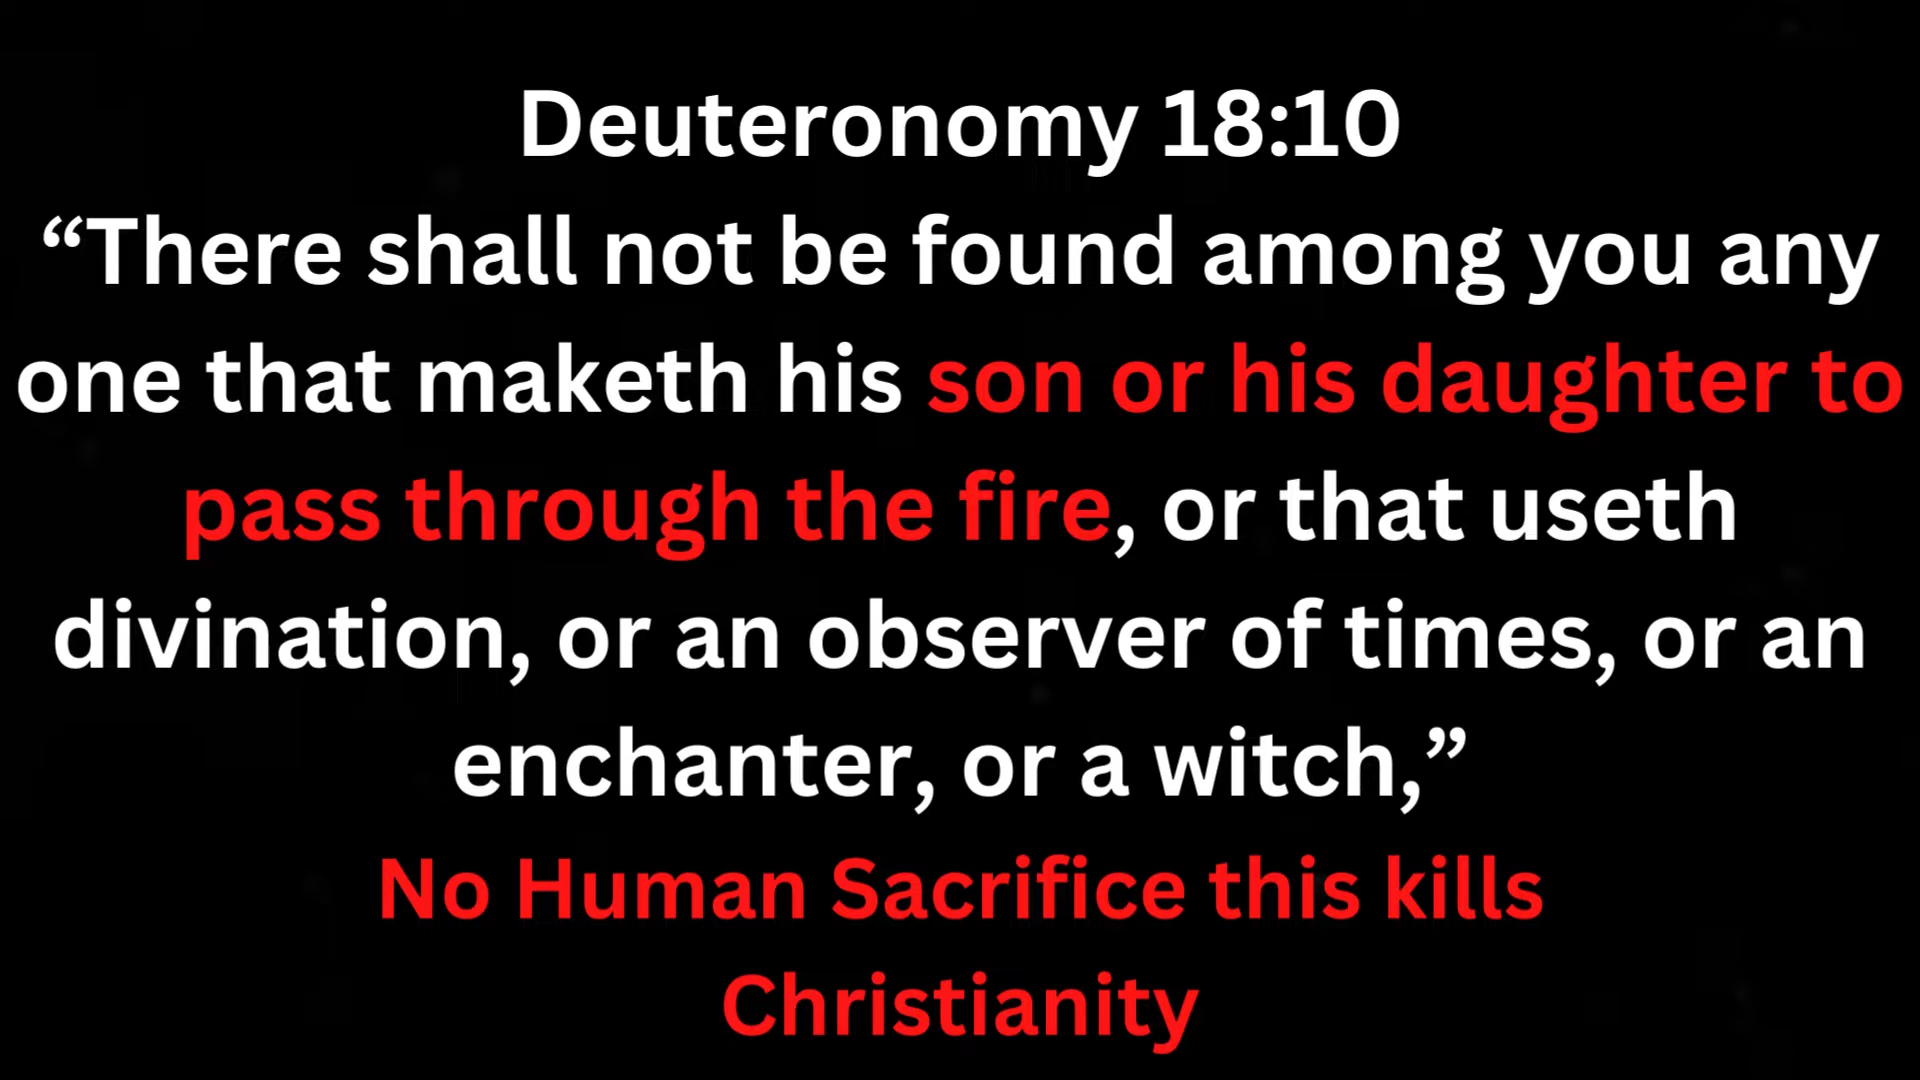 Deuteronomy 18:10
“There shall not be found among you any
one that maketh his son or his daughter to
pass through the fire, or that useth
divination, or an observer of times, or an
enchanter, or a witch,”
No Human Sacrifice this kills
Christianity